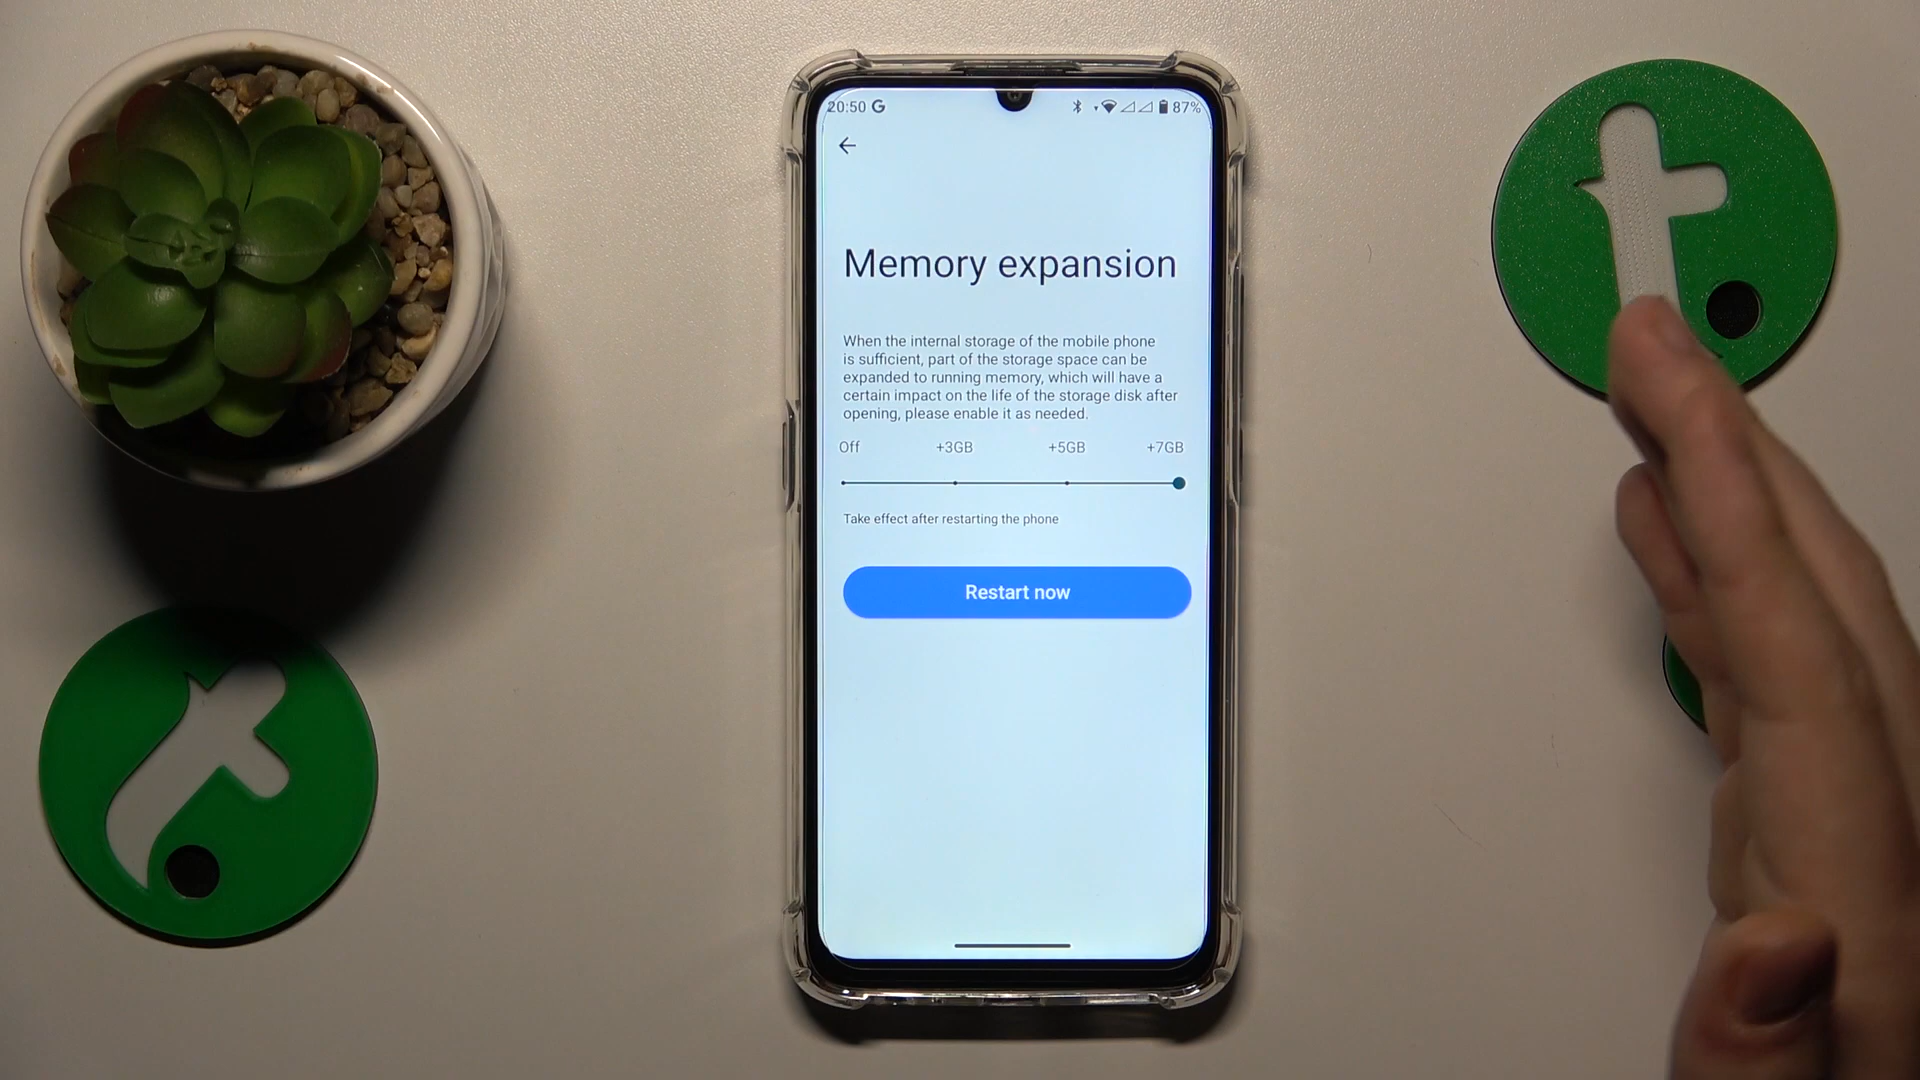 20:50 G 87%
Memory expansion
When the internal storage of the mobile phone
is sufficient, part of the storage space can be
expanded to running memory, which will have a
certain impact on the life of the storage disk after
opening, please enable it as needed.
Off +3GB +5GB +7GB
Take effect after restarting the phone
Restart now